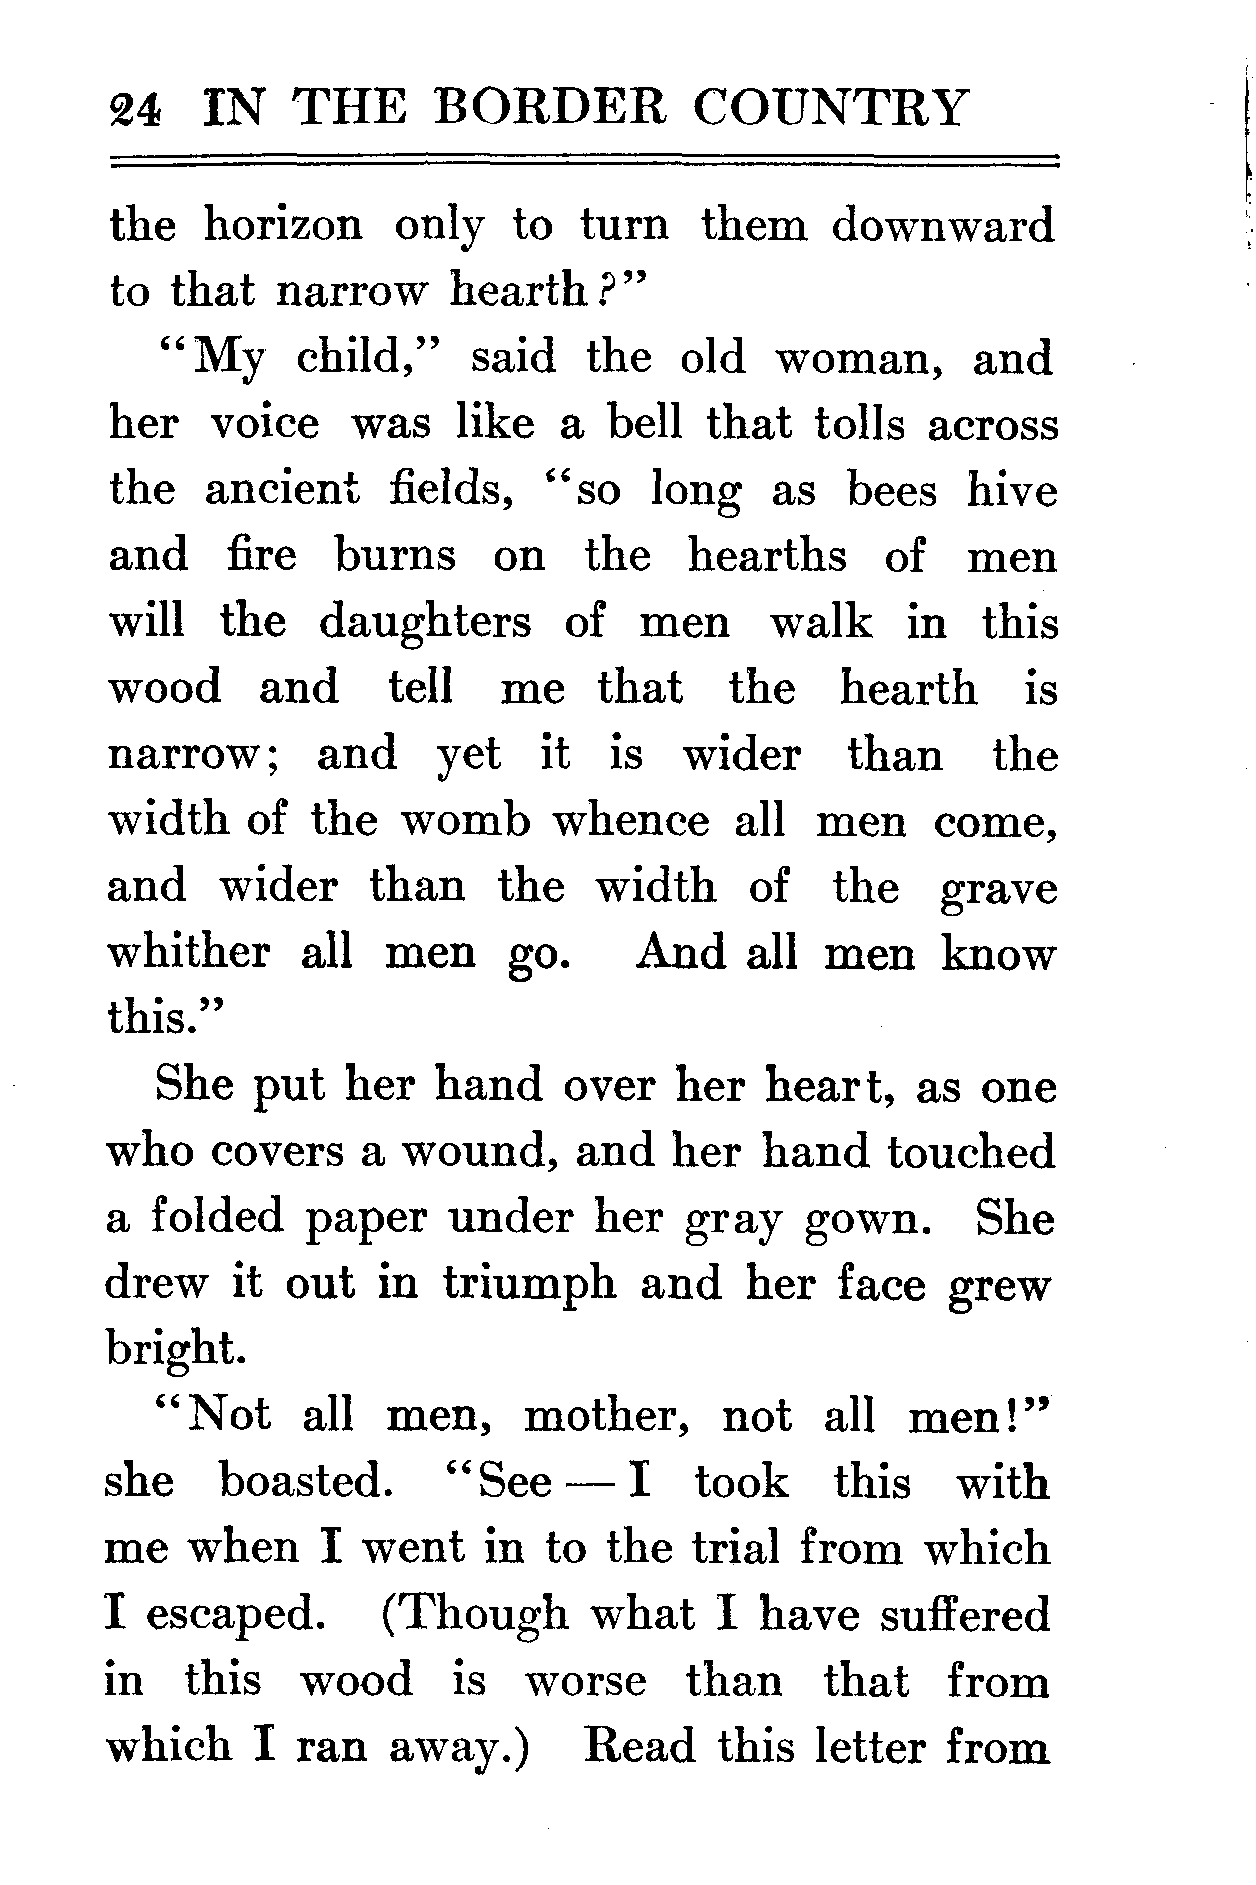 24 IN THE BORDER COUNTRY
the horizon only to turn them downward
to that narrow hearth?”
“My child,” said the old woman, and
her voice was like a bell that tolls across
the ancient fields, “so long as bees hive
and fire burns on the hearths of men
will the daughters of men walk in this
wood and tell me that the hearth is
narrow; and yet it is wider than the
width of the womb whence all men come,
and wider than the width of the grave
whither all men go. And all men know
this.”
She put her hand over her heart, as one
who covers a wound, and her hand touched
a folded paper under her gray gown. She
drew it out in triumph and her face grew
bright.
“Not all men, mother, not all men!”
she boasted. “See — I took this with
me when I went in to the trial from which
I escaped. (Though what I have suffered
in this wood is worse than that from
which I ran away.) Read this letter from